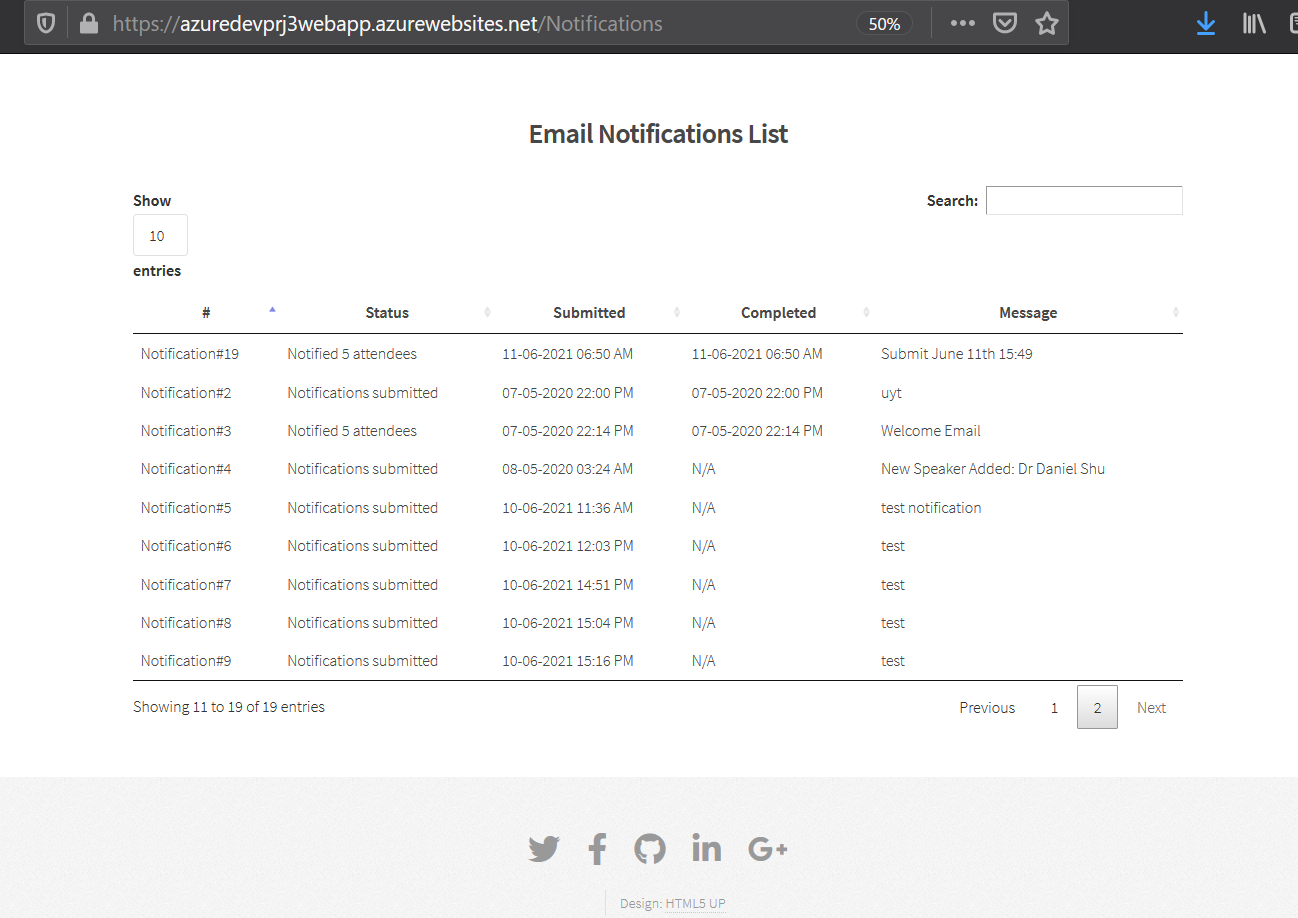 https://azuredevprj3webapp.azurewebsites.net/Notifications 50%
Email Notifications List
Show
10
entries
Search:
# Status Submitted Completed Message
Notification#19 Notified 5 attendees 11-06-2021 06:50 AM 11-06-2021 06:50 AM Submit June 11th 15:49
Notification#2 Notifications submitted 07-05-2020 22:00 PM 07-05-2020 22:00 PM uyt
Notification#3 Notified 5 attendees 07-05-2020 22:14 PM 07-05-2020 22:14 PM Welcome Email
Notification#4 Notifications submitted 08-05-2020 03:24 AM N/A New Speaker Added: Dr Daniel Shu
Notification#5 Notifications submitted 10-06-2021 11:36 AM N/A test notification
Notification#6 Notifications submitted 10-06-2021 12:03 PM N/A test
Notification#7 Notifications submitted 10-06-2021 14:51 PM N/A test
Notification#8 Notifications submitted 10-06-2021 15:04 PM N/A test
Notification#9 Notifications submitted 10-06-2021 15:16 PM N/A test
Showing 11 to 19 of 19 entries
Previous 1 2 Next
Design: HTML5 UP